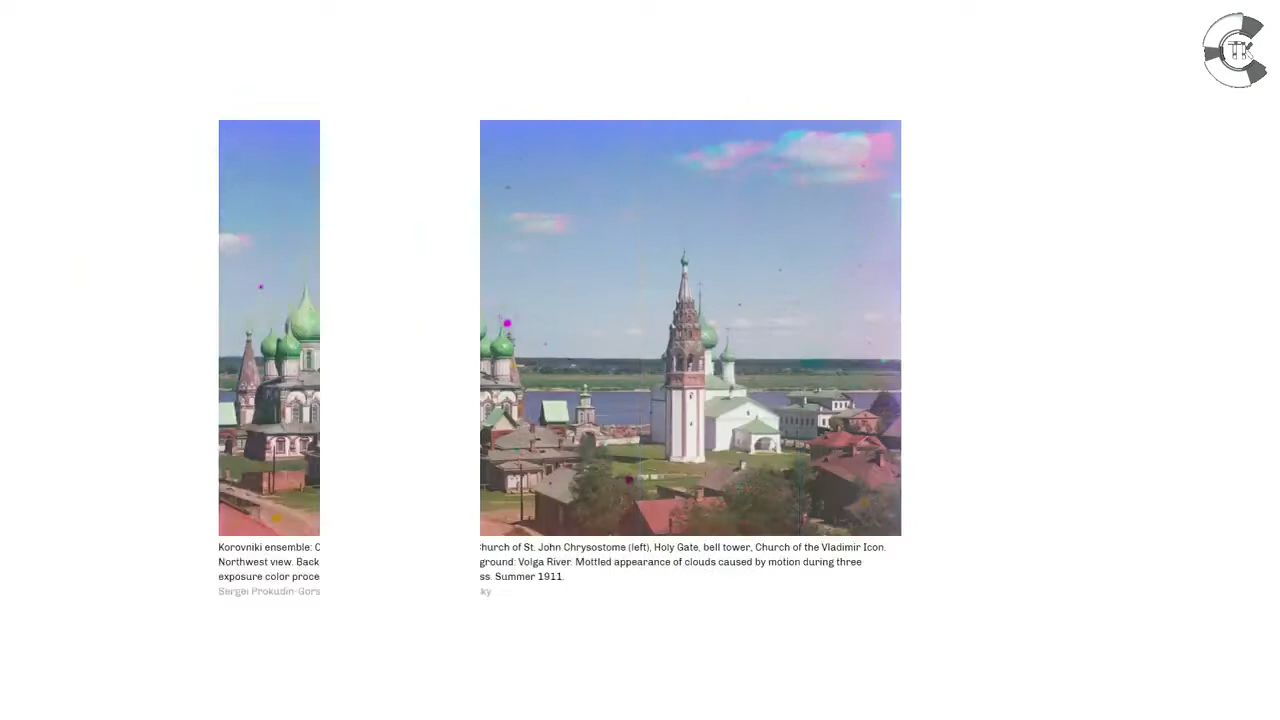 TK
Korovniki ensemble: C hurch of St. John Chrysostome (left), Holy Gate, bell tower, Church of the Vladimir Icon.
Northwest view. Back ground: Volga River. Mottled appearance of clouds caused by motion during three
exposure color proce ss. Summer 1911.
Sergei Prokudin-Gors ky